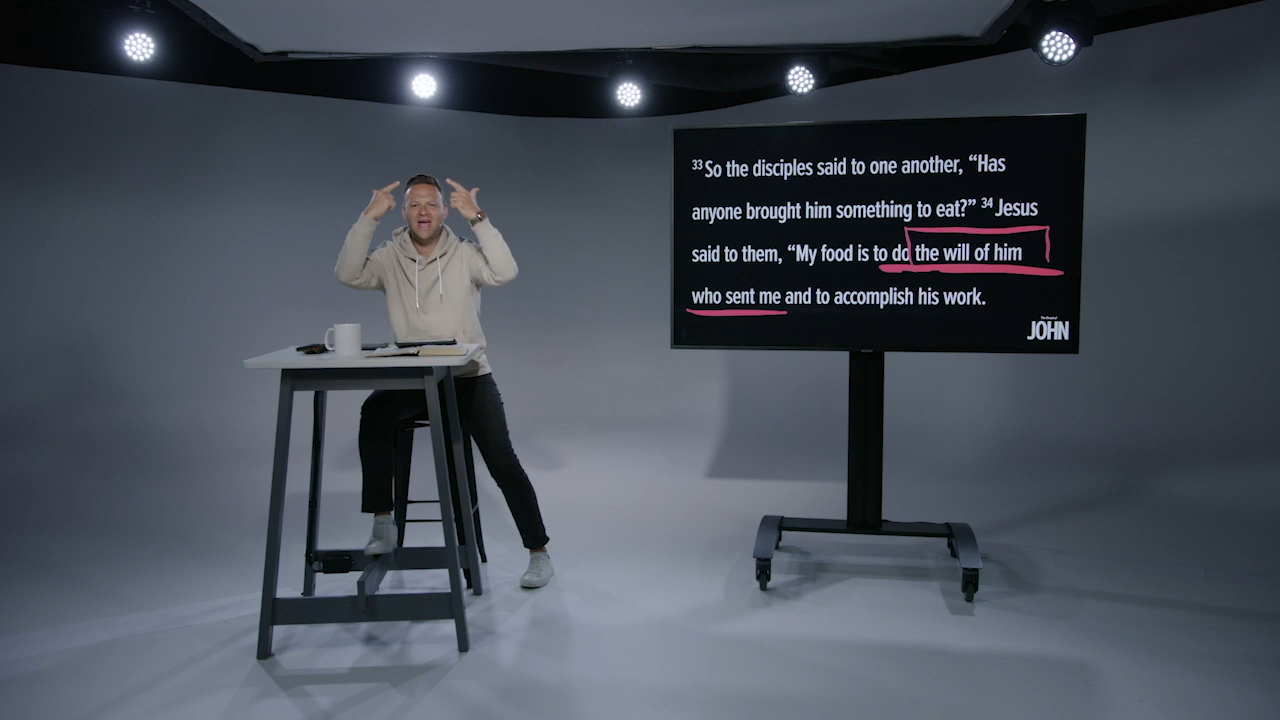 ³³ So the disciples said to one another, “Has
anyone brought him something to eat?” ³⁴ Jesus
said to them, “My food is to do the will of him
who sent me and to accomplish his work.
JOHN